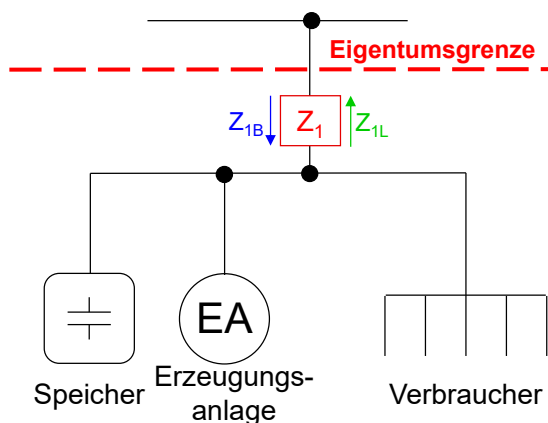 Eigentumsgrenze
Z1B
Z1
Z1L
EA
Speicher
Erzeugungs-
anlage
Verbraucher